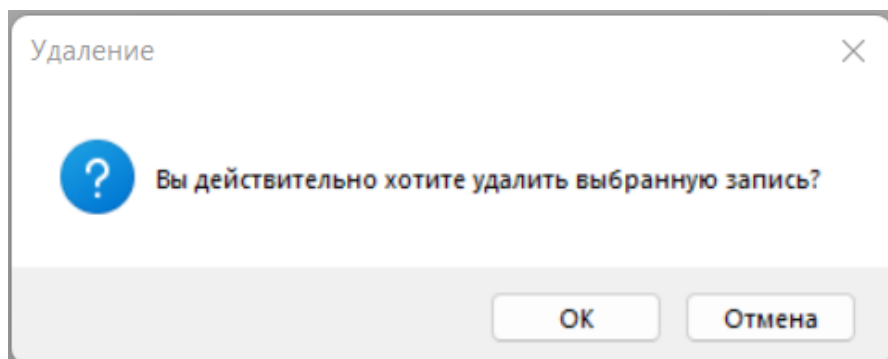 Удаление
Вы действительно хотите удалить выбранную запись?
ОК
Отмена